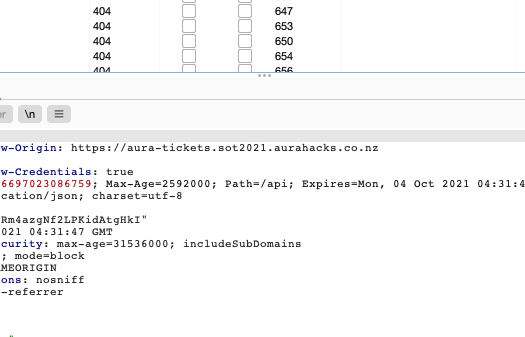 404 647
404 653
404 650
404 654
404 656
\n
w-Origin: https://aura-tickets.sot2021.aurahacks.co.nz
w-Credentials: true
6697023086759; Max-Age=2592000; Path=/api; Expires=Mon, 04 Oct 2021 04:31:4
cation/json; charset=utf-8
Rm4azgNf2LPKidAtgHkI"
021 04:31:47 GMT
curity: max-age=31536000; includeSubDomains
; mode=block
MEORIGIN
ons: nosniff
-referrer